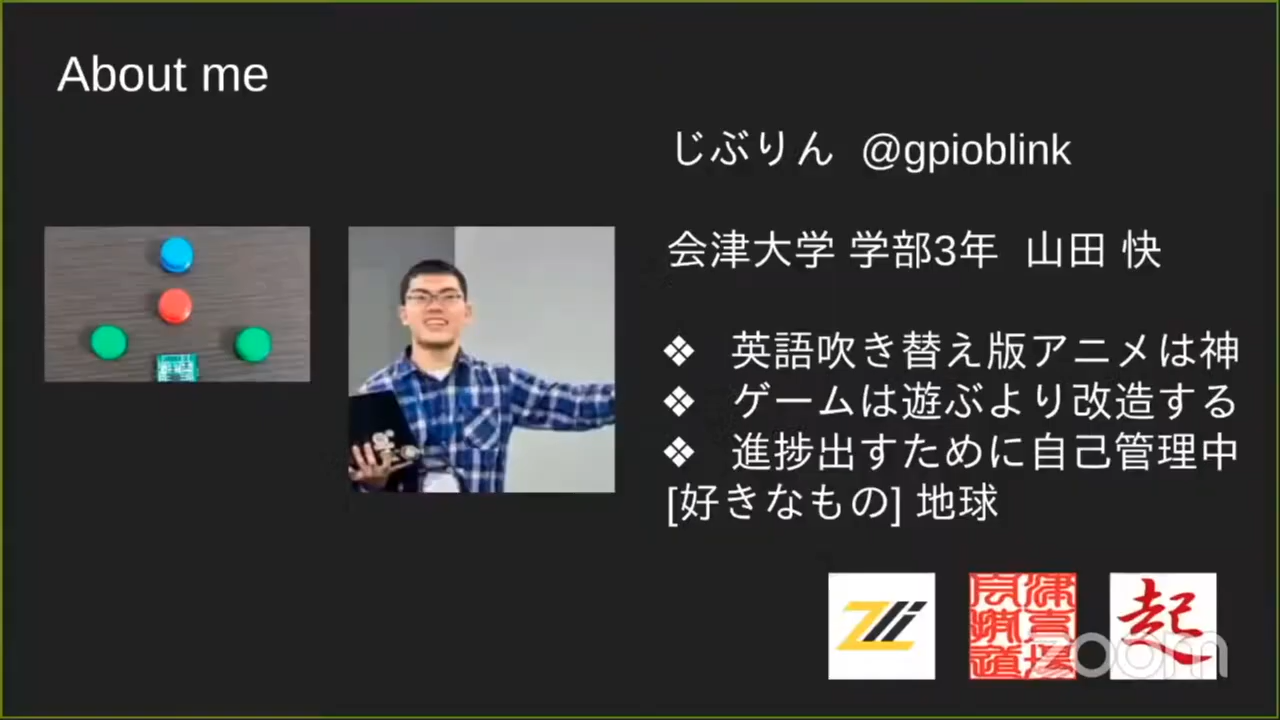 About me
じぶりん @gpioblink
会津大学 学部3年 山田 快
❖ 英語吹き替え版アニメは神
❖ ゲームは遊ぶより改造する
❖ 進捗出すために自己管理中
[好きなもの] 地球
Zli
起
zoom